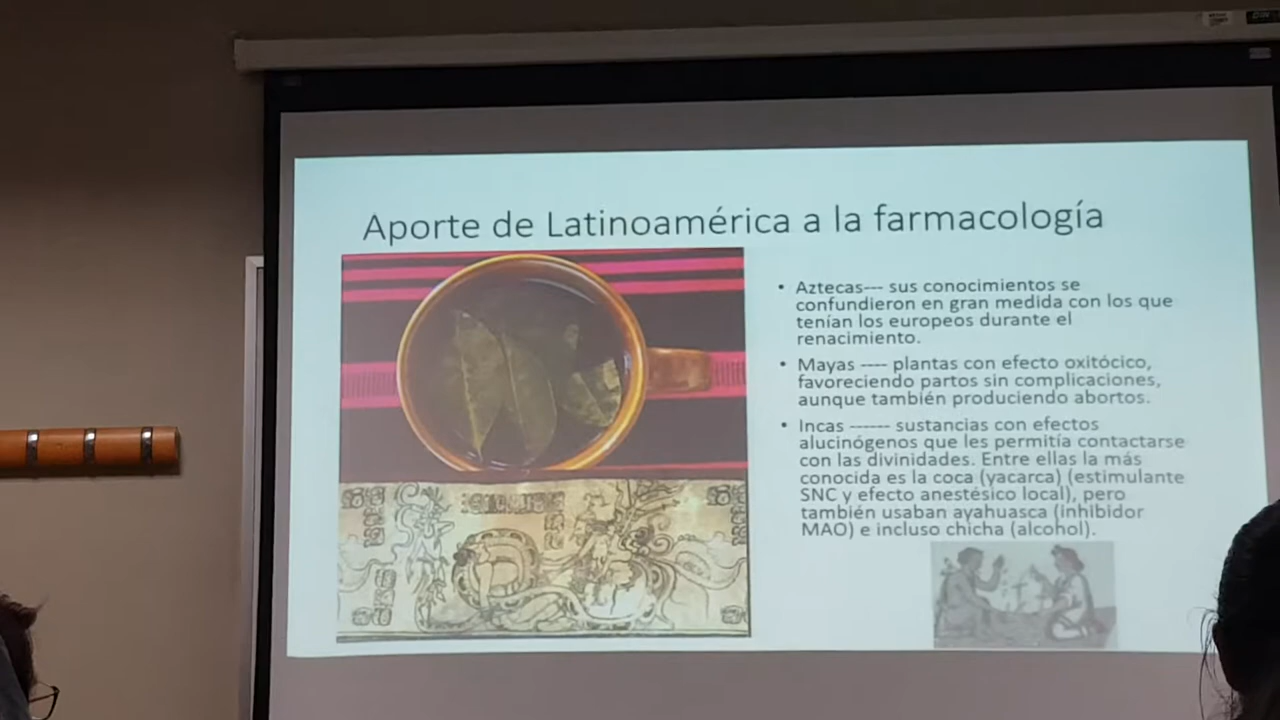 Aporte de Latinoamérica a la farmacología
• Aztecas--- sus conocimientos se
confundieron en gran medida con los que
tenían los europeos durante el
renacimiento.
• Mayas ---- plantas con efecto oxitócico,
favoreciendo partos sin complicaciones,
aunque también produciendo abortos.
• Incas ------ sustancias con efectos
alucinógenos que les permitía contactarse
con las divinidades. Entre ellas la más
conocida es la coca (yacarca) (estimulante
SNC y efecto anestésico local), pero
también usaban ayahuasca (inhibidor
MAO) e incluso chicha (alcohol).